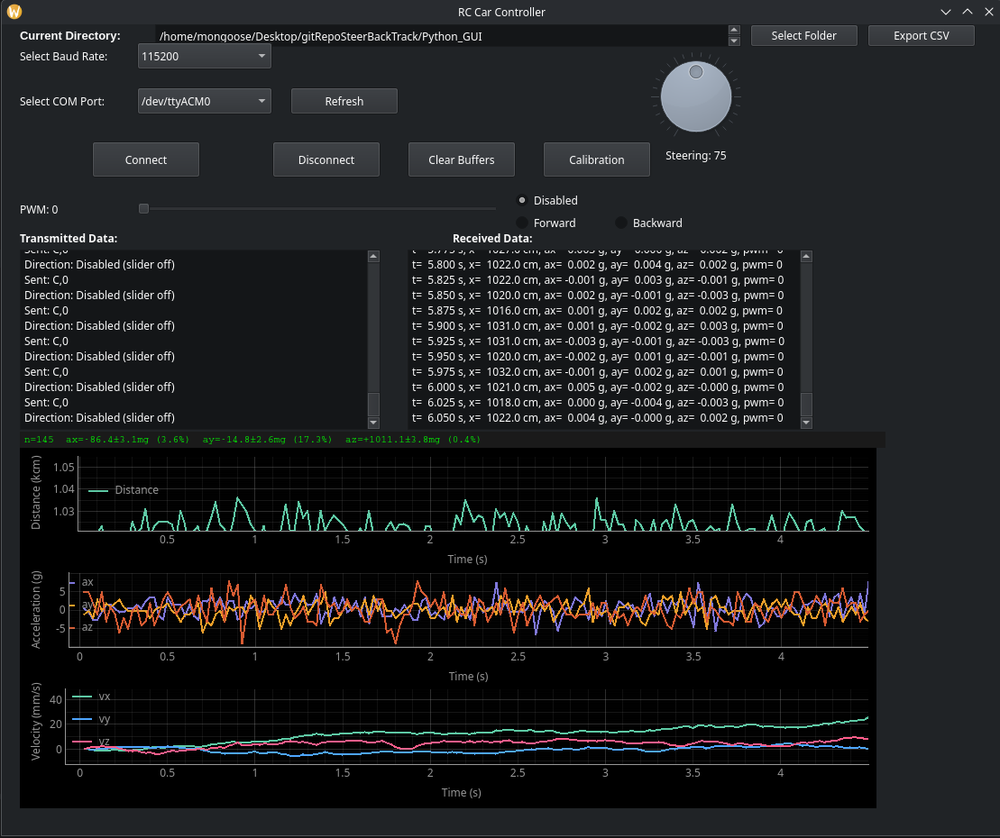 RC Car Controller
Current Directory: /home/mongoose/Desktop/gitRepoSteerBackTrack/Python_GUI Select Folder Export CSV
Select Baud Rate: 115200
Select COM Port: /dev/ttyACM0 Refresh
Connect Disconnect Clear Buffers Calibration Steering: 75
PWM: 0 Disabled
Forward Backward
Transmitted Data: Received Data:
Sent: C,0
Direction: Disabled (slider off)
Sent: C,0
Direction: Disabled (slider off)
Sent: C,0
Direction: Disabled (slider off)
Sent: C,0
Direction: Disabled (slider off)
Sent: C,0
Direction: Disabled (slider off)
Sent: C,0
Direction: Disabled (slider off)
t= 5.800 s, x= 1022.0 cm, ax= 0.002 g, ay= 0.004 g, az= 0.002 g, pwm= 0
t= 5.825 s, x= 1022.0 cm, ax= -0.001 g, ay= 0.003 g, az= -0.001 g, pwm= 0
t= 5.850 s, x= 1020.0 cm, ax= 0.002 g, ay= -0.001 g, az= -0.003 g, pwm= 0
t= 5.875 s, x= 1016.0 cm, ax= 0.001 g, ay= 0.002 g, az= 0.002 g, pwm= 0
t= 5.900 s, x= 1031.0 cm, ax= 0.001 g, ay= -0.002 g, az= 0.003 g, pwm= 0
t= 5.925 s, x= 1031.0 cm, ax= -0.003 g, ay= -0.001 g, az= -0.003 g, pwm= 0
t= 5.950 s, x= 1020.0 cm, ax= -0.002 g, ay= 0.001 g, az= -0.001 g, pwm= 0
t= 5.975 s, x= 1032.0 cm, ax= -0.001 g, ay= 0.002 g, az= 0.001 g, pwm= 0
t= 6.000 s, x= 1021.0 cm, ax= 0.005 g, ay= -0.002 g, az= -0.000 g, pwm= 0
t= 6.025 s, x= 1018.0 cm, ax= 0.000 g, ay= -0.004 g, az= -0.003 g, pwm= 0
t= 6.050 s, x= 1022.0 cm, ax= 0.004 g, ay= -0.000 g, az= 0.002 g, pwm= 0
n=145 ax=-86.4±3.1mg (3.6%) ay=-14.8±2.6mg (17.3%) az=+1011.1±3.8mg (0.4%)
Distance (kcm)
1.05
1.04
1.03
Distance
0.5 1 1.5 2 2.5 3 3.5 4
Time (s)
Acceleration (g)
5
0
-5
ax
ay
az
0 0.5 1 1.5 2 2.5 3 3.5 4
Time (s)
Velocity (mm/s)
40
20
0
vx
vy
vz
0 0.5 1 1.5 2 2.5 3 3.5 4
Time (s)